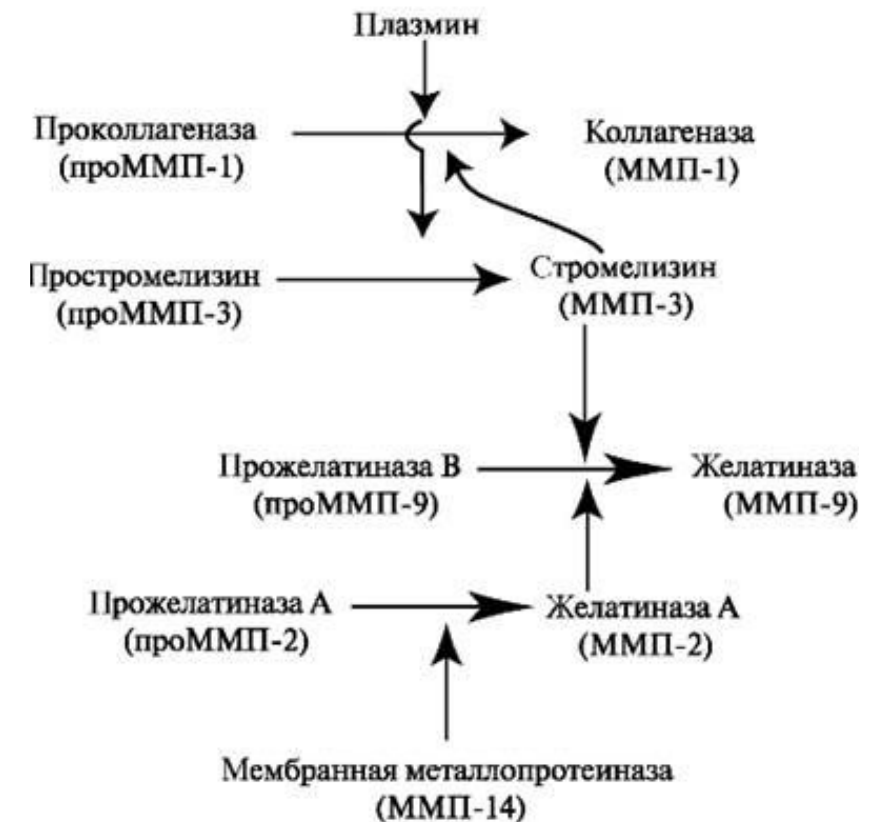 Плазмин
Проколлагеназа
(проММП-1)
Коллагеназа
(ММП-1)
Простромелизин
(проММП-3)
Стромелизин
(ММП-3)
Прожелатиназа В
(проММП-9)
Желатиназа
(ММП-9)
Прожелатиназа А
(проММП-2)
Желатиназа А
(ММП-2)
Мембранная металлопротеиназа
(ММП-14)